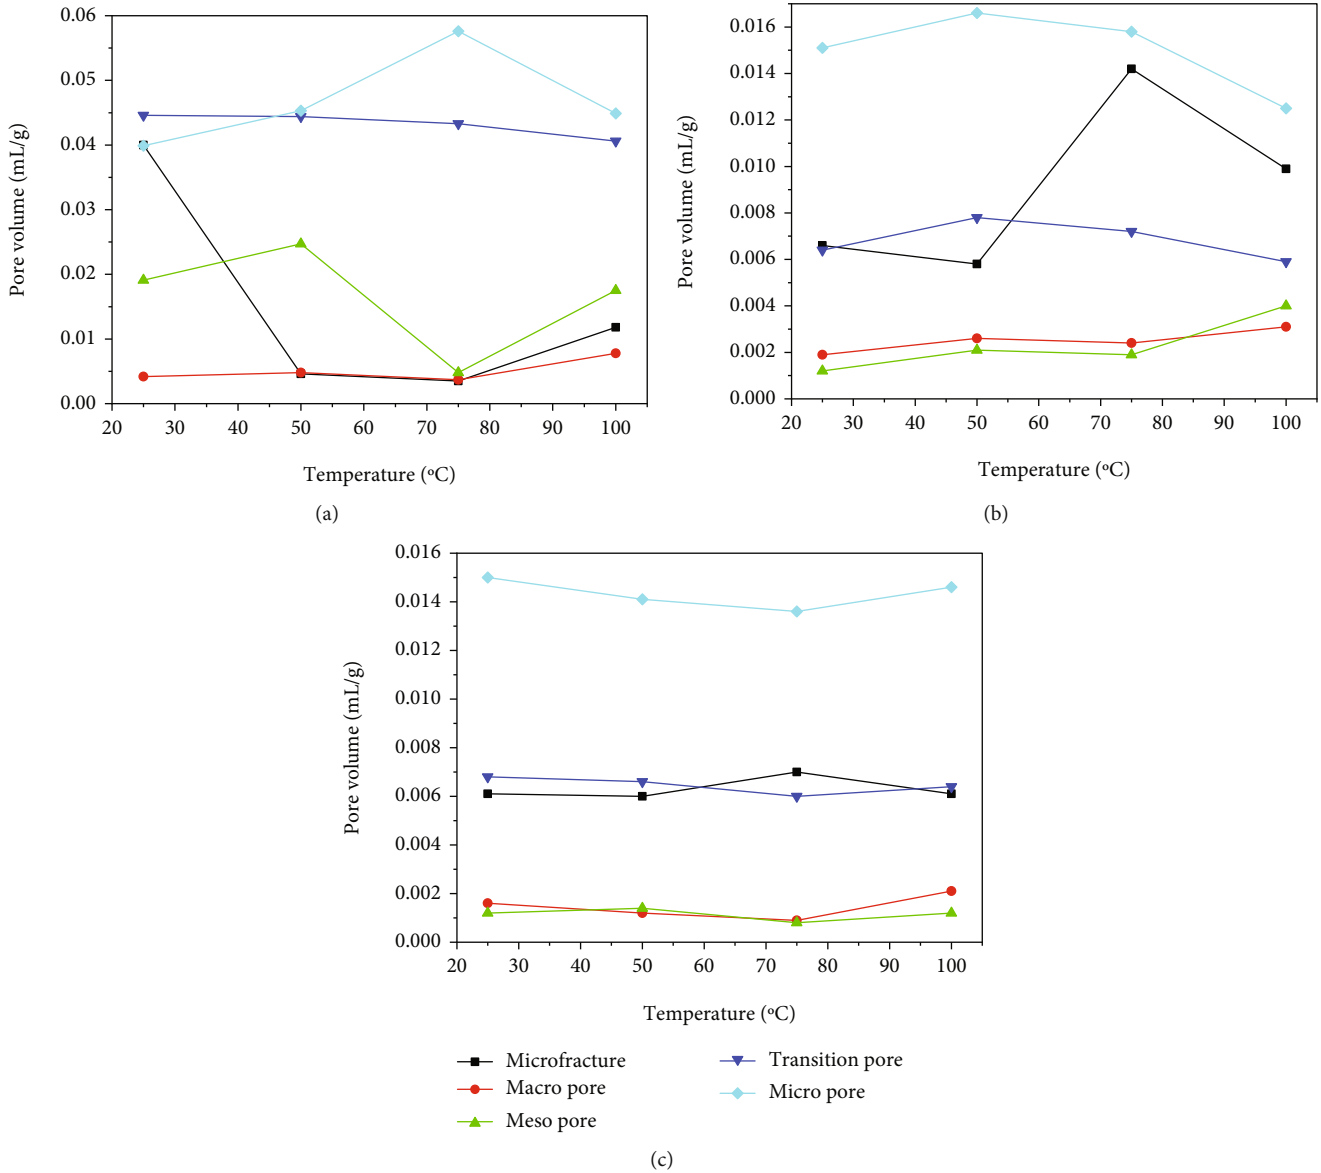 0.06
0.05
0.04
0.03
0.02
0.01
0.00
Pore volume (mL/g)
20 30 40 50 60 70 80 90 100
Temperature (ºC)
(a)
0.016
0.014
0.012
0.010
0.008
0.006
0.004
0.002
0.000
Pore volume (mL/g)
20 30 40 50 60 70 80 90 100
Temperature (ºC)
(b)
0.016
0.014
0.012
0.010
0.008
0.006
0.004
0.002
0.000
Pore volume (mL/g)
20 30 40 50 60 70 80 90 100
Temperature (ºC)
Microfracture
Macro pore
Meso pore
Transition pore
Micro pore
(c)